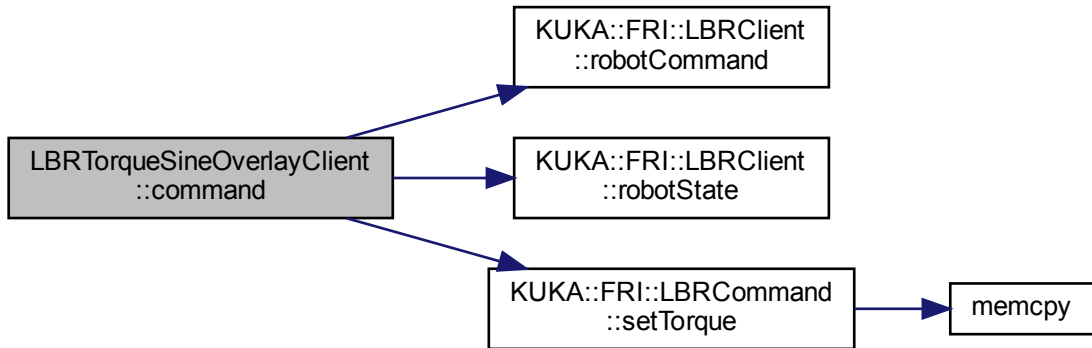 KUKA::FRI::LBRClient
::robotCommand
LBRTorqueSineOverlayClient
::command
KUKA::FRI::LBRClient
::robotState
KUKA::FRI::LBRCommand
::setTorque
memcpy